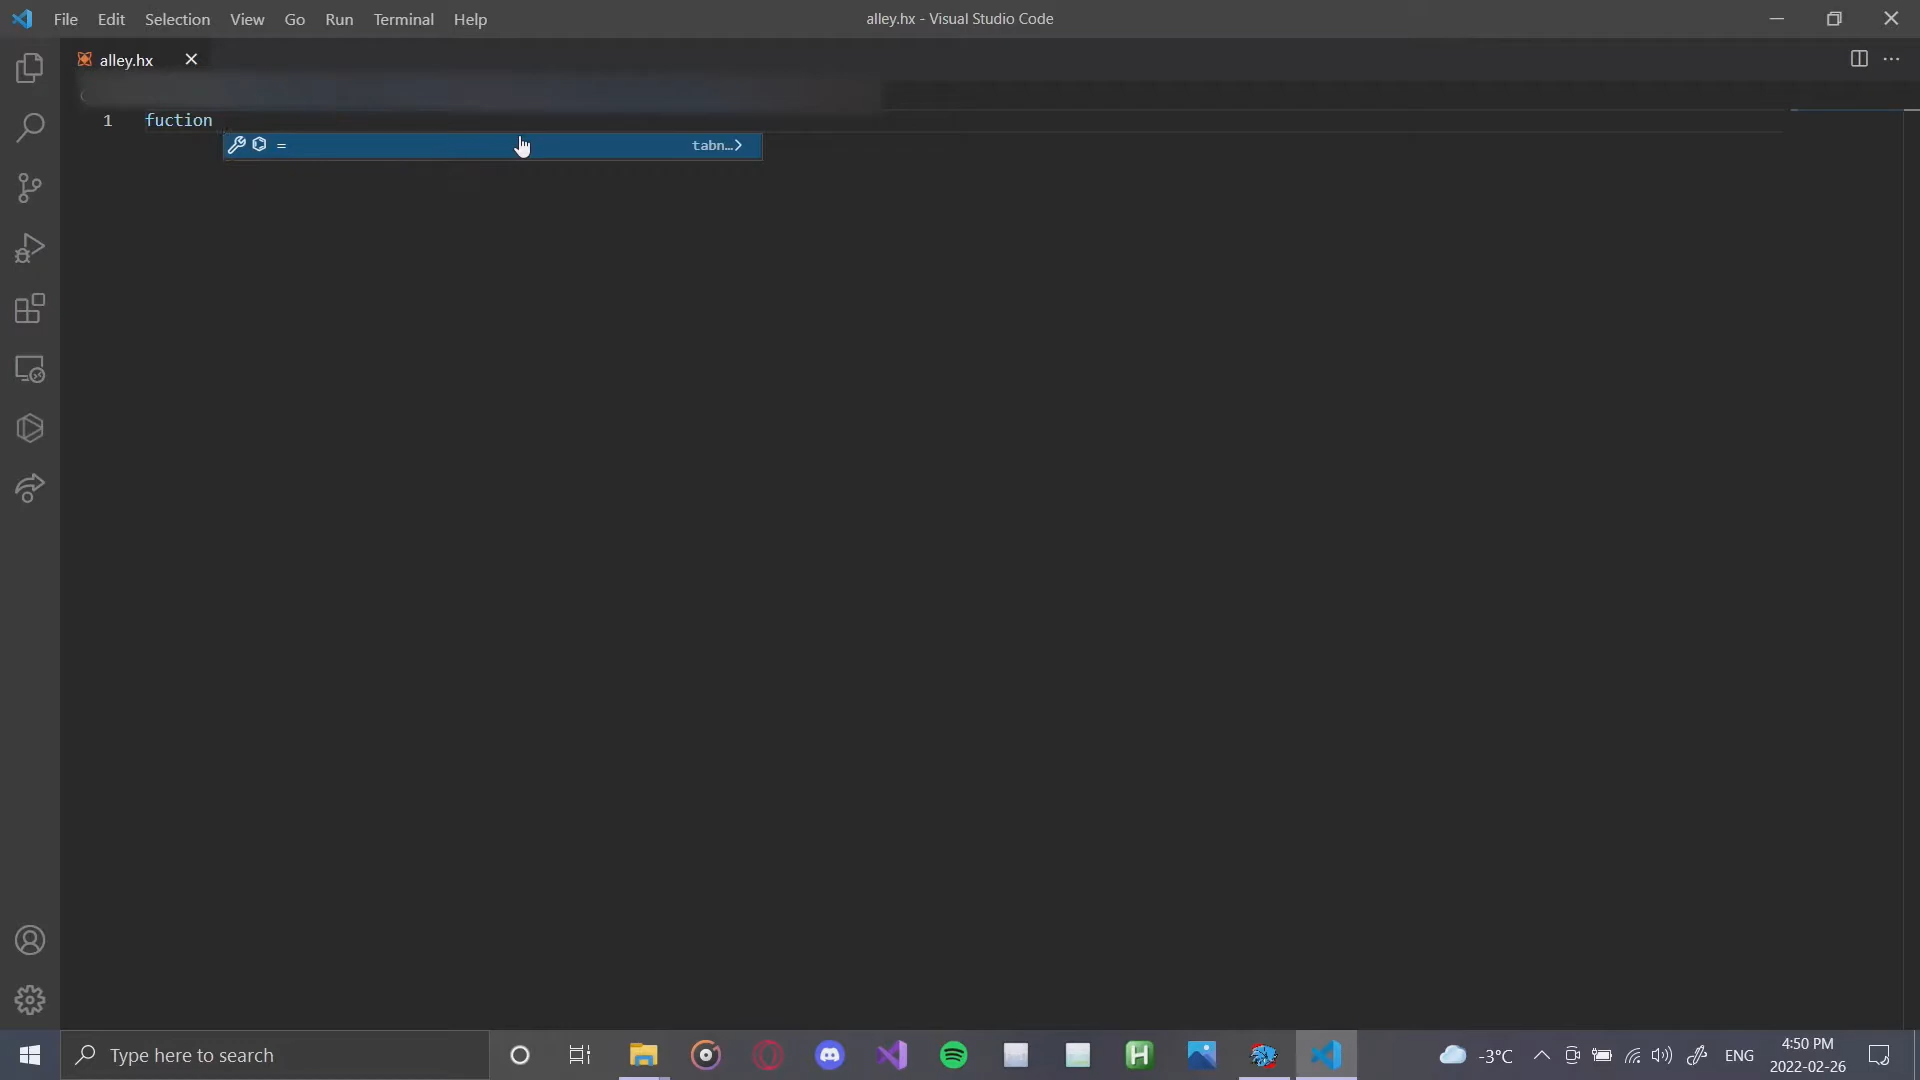 File Edit Selection View Go Run Terminal Help
alley.hx - Visual Studio Code
alley.hx
1 fuction
= tabn…
Type here to search
-3°C
ENG
4:50 PM
2022-02-26